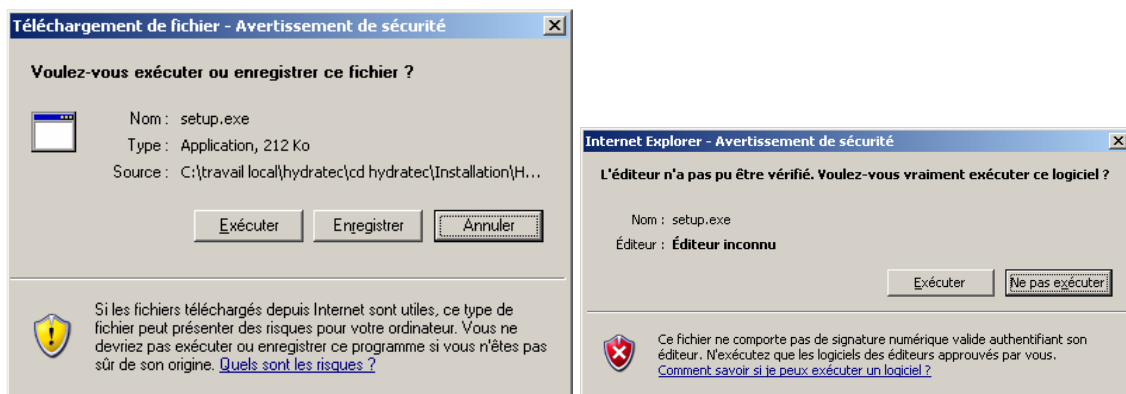 Téléchargement de fichier - Avertissement de sécurité
Voulez-vous exécuter ou enregistrer ce fichier ?
Nom : setup.exe
Type : Application, 212 Ko
Source : C:\travail local\hydratec\cd hydratec\Installation\H...
Exécuter Enregistrer Annuler
Si les fichiers téléchargés depuis Internet sont utiles, ce type de
fichier peut présenter des risques pour votre ordinateur. Vous ne
devriez pas exécuter ou enregistrer ce programme si vous n'êtes pas
sûr de son origine. Quels sont les risques ?
Internet Explorer - Avertissement de sécurité
L'éditeur n'a pas pu être vérifié. Voulez-vous vraiment exécuter ce logiciel ?
Nom : setup.exe
Éditeur : Éditeur inconnu
Exécuter Ne pas exécuter
Ce fichier ne comporte pas de signature numérique valide authentifiant son
éditeur. N'exécutez que les logiciels des éditeurs approuvés par vous.
Comment savoir si je peux exécuter un logiciel ?